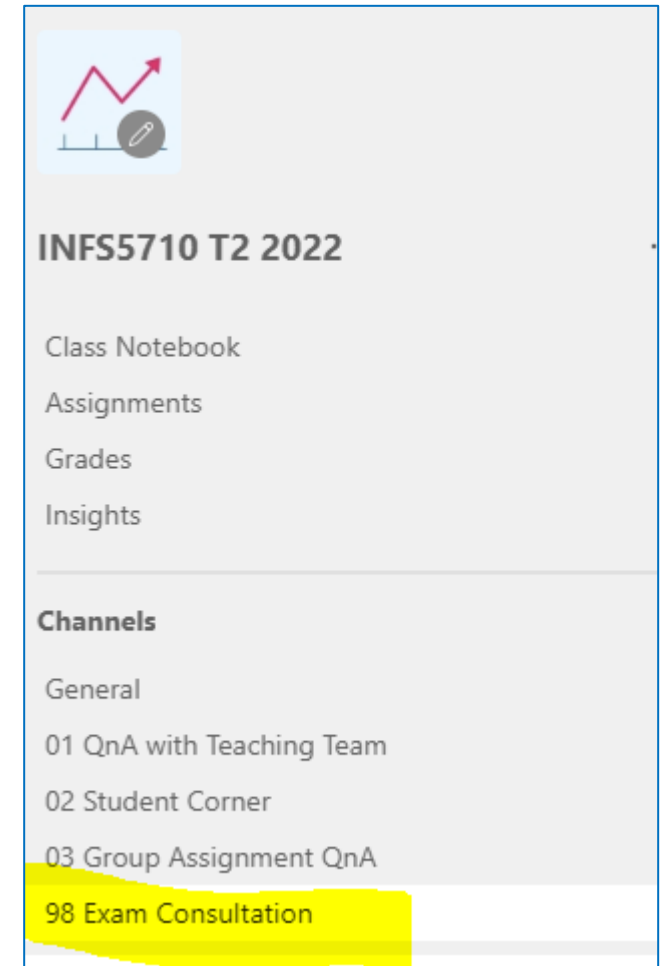 INFS5710 T2 2022
Class Notebook
Assignments
Grades
Insights
Channels
General
01 QnA with Teaching Team
02 Student Corner
03 Group Assignment QnA
98 Exam Consultation